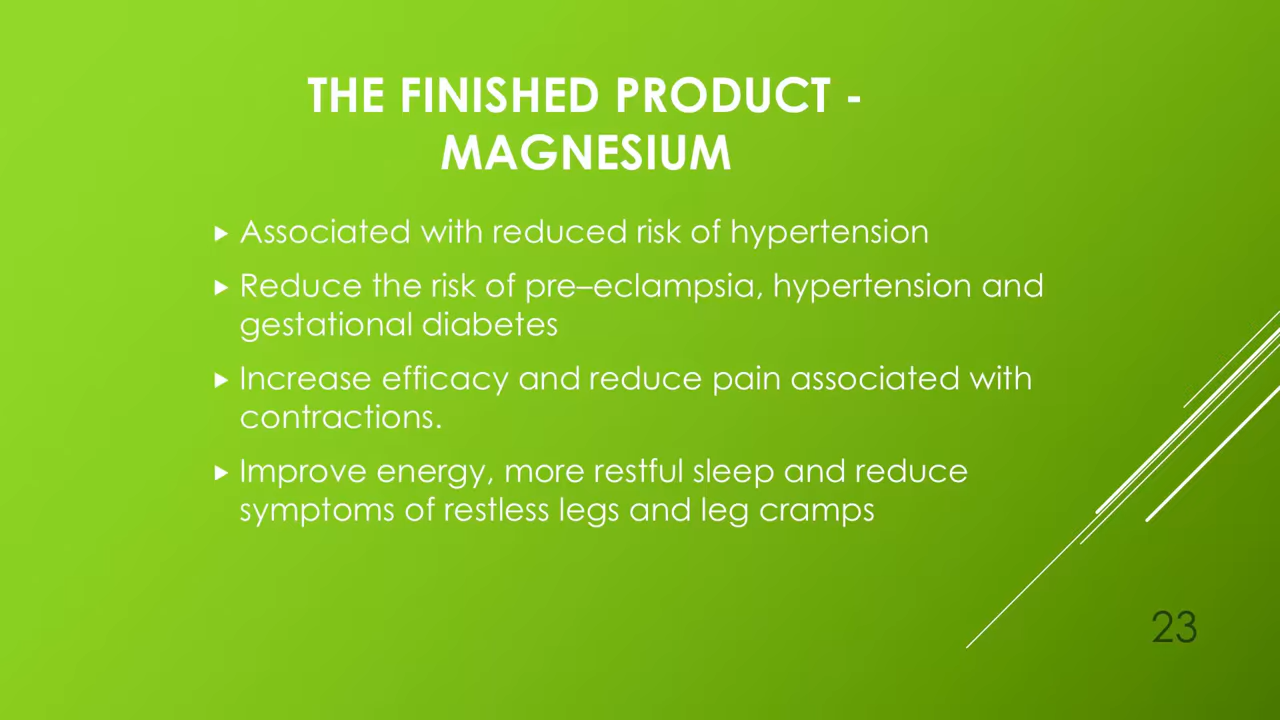 THE FINISHED PRODUCT -
MAGNESIUM
Associated with reduced risk of hypertension
Reduce the risk of pre–eclampsia, hypertension and
gestational diabetes
Increase efficacy and reduce pain associated with
contractions.
Improve energy, more restful sleep and reduce
symptoms of restless legs and leg cramps
23